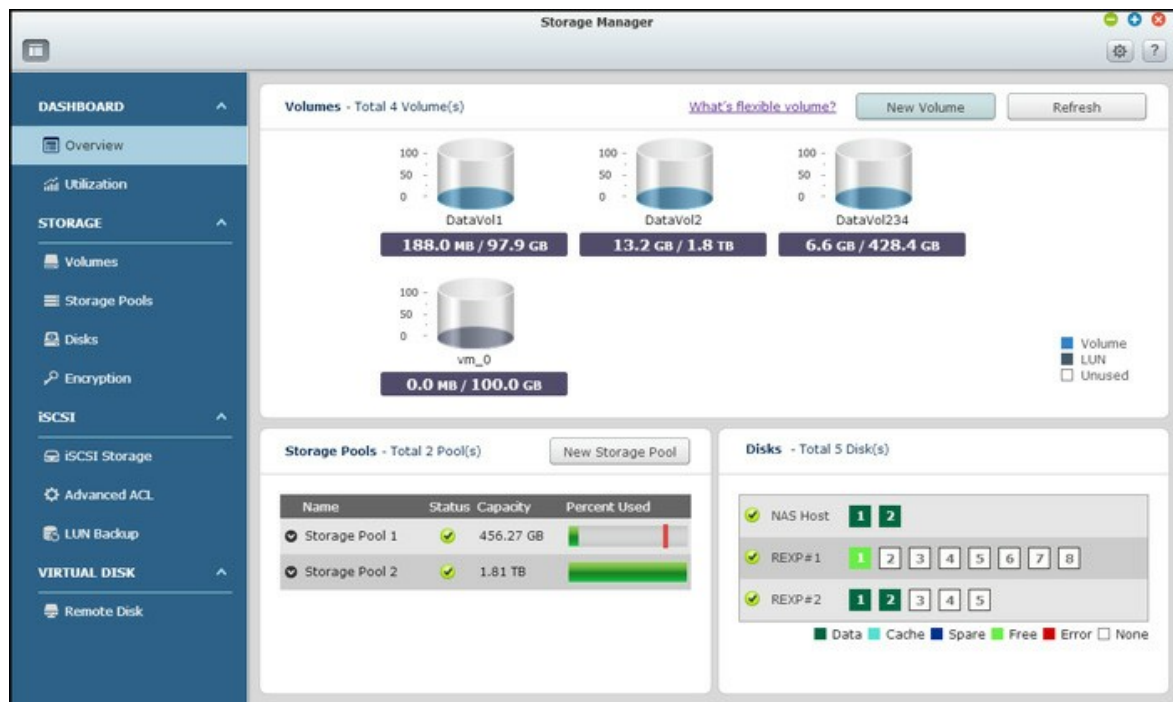 Storage Manager
?
DASHBOARD
Overview
Utilization
STORAGE
Volumes
Storage Pools
Disks
Encryption
iSCSI
iSCSI Storage
Advanced ACL
LUN Backup
VIRTUAL DISK
Remote Disk
Volumes - Total 4 Volume(s)
What's flexible volume?
New Volume
Refresh
100
50
0
DataVol1
188.0 MB / 97.9 GB
100
50
0
DataVol2
13.2 GB / 1.8 TB
100
50
0
DataVol234
6.6 GB / 428.4 GB
100
50
0
vm_0
0.0 MB / 100.0 GB
Volume
LUN
Unused
Storage Pools - Total 2 Pool(s)
New Storage Pool
Name Status Capacity Percent Used
Storage Pool 1 456.27 GB
Storage Pool 2 1.81 TB
Disks - Total 5 Disk(s)
NAS Host 1 2
REXP#1 1 2 3 4 5 6 7 8
REXP#2 1 2 3 4 5
Data Cache Spare Free Error None